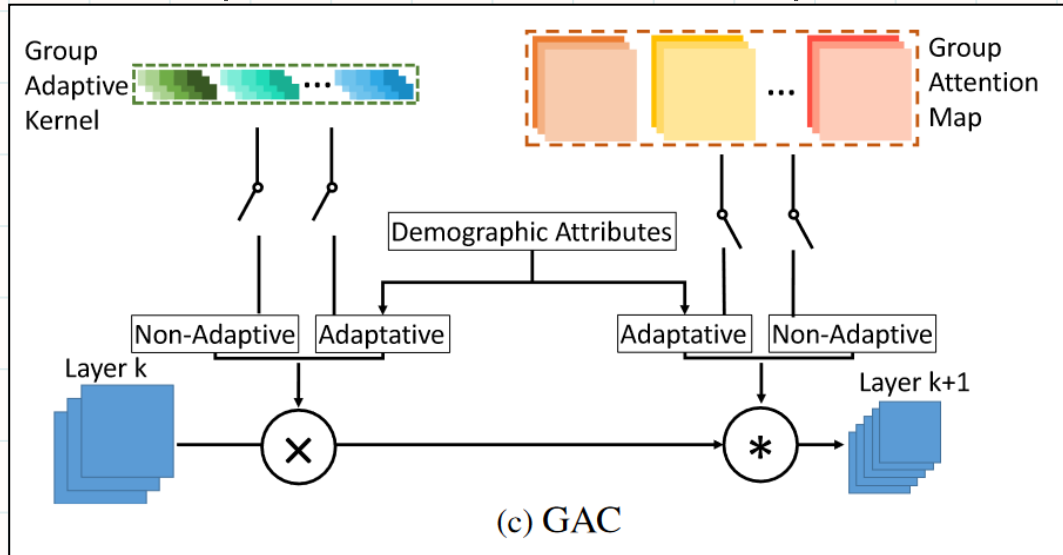 Group
Adaptive
Kernel
...
...
Group
Attention
Map
Demographic Attributes
Non-Adaptive
Adaptative
Adaptative
Non-Adaptive
Layer k
Layer k+1
×
*
(c) GAC